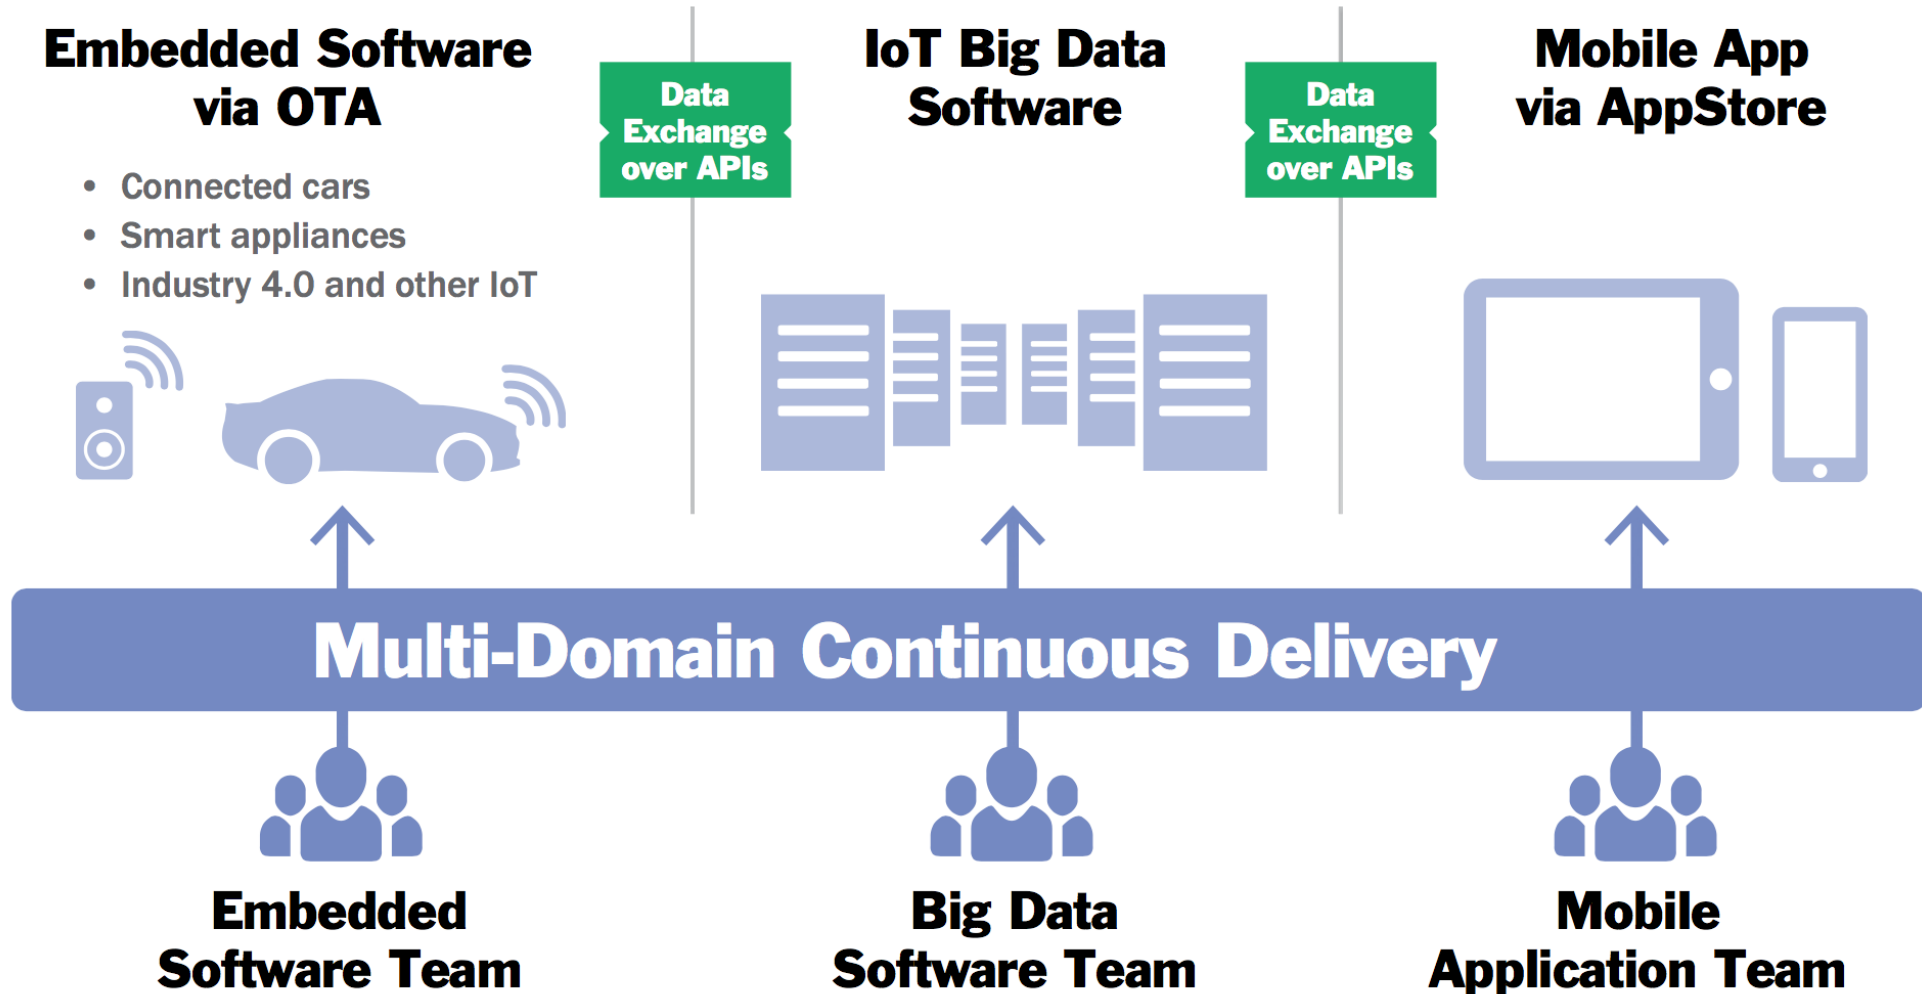 Embedded Software
via OTA
• Connected cars
• Smart appliances
• Industry 4.0 and other IoT
Data
Exchange
over APIs
IoT Big Data
Software
Data
Exchange
over APIs
Mobile App
via AppStore
Multi-Domain Continuous Delivery
Embedded
Software Team
Big Data
Software Team
Mobile
Application Team